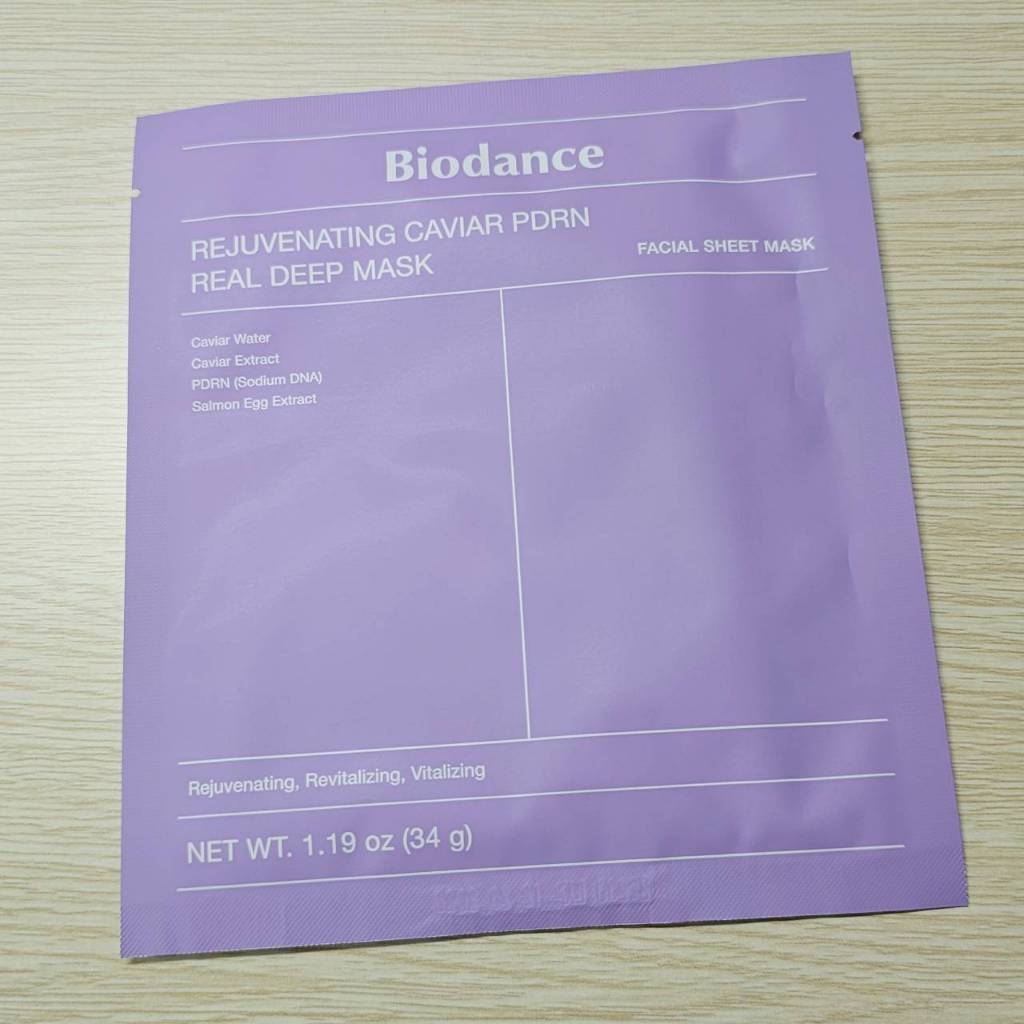 Biodance
REJUVENATING CAVIAR PDRN
REAL DEEP MASK
FACIAL SHEET MASK
Caviar Water
Caviar Extract
PDRN (Sodium DNA)
Salmon Egg Extract
Rejuvenating, Revitalizing, Vitalizing
NET WT. 1.19 oz (34 g)